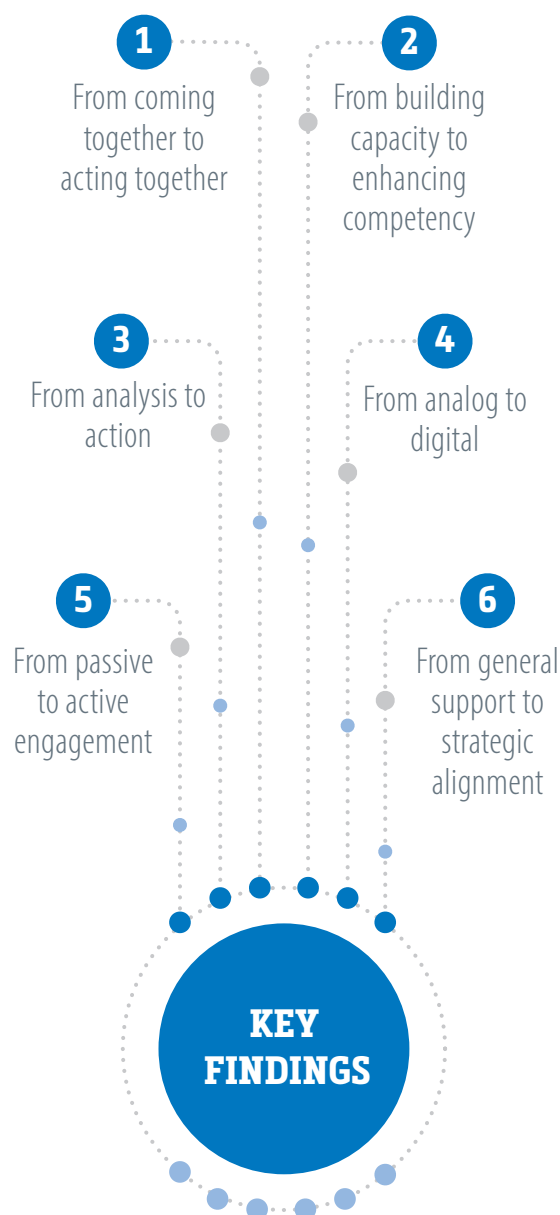 1
From coming
together to
acting together
2
From building
capacity to
enhancing
competency
3
From analysis to
action
4
From analog to
digital
5
From passive
to active
engagement
6
From general
support to
strategic
alignment
KEY
FINDINGS